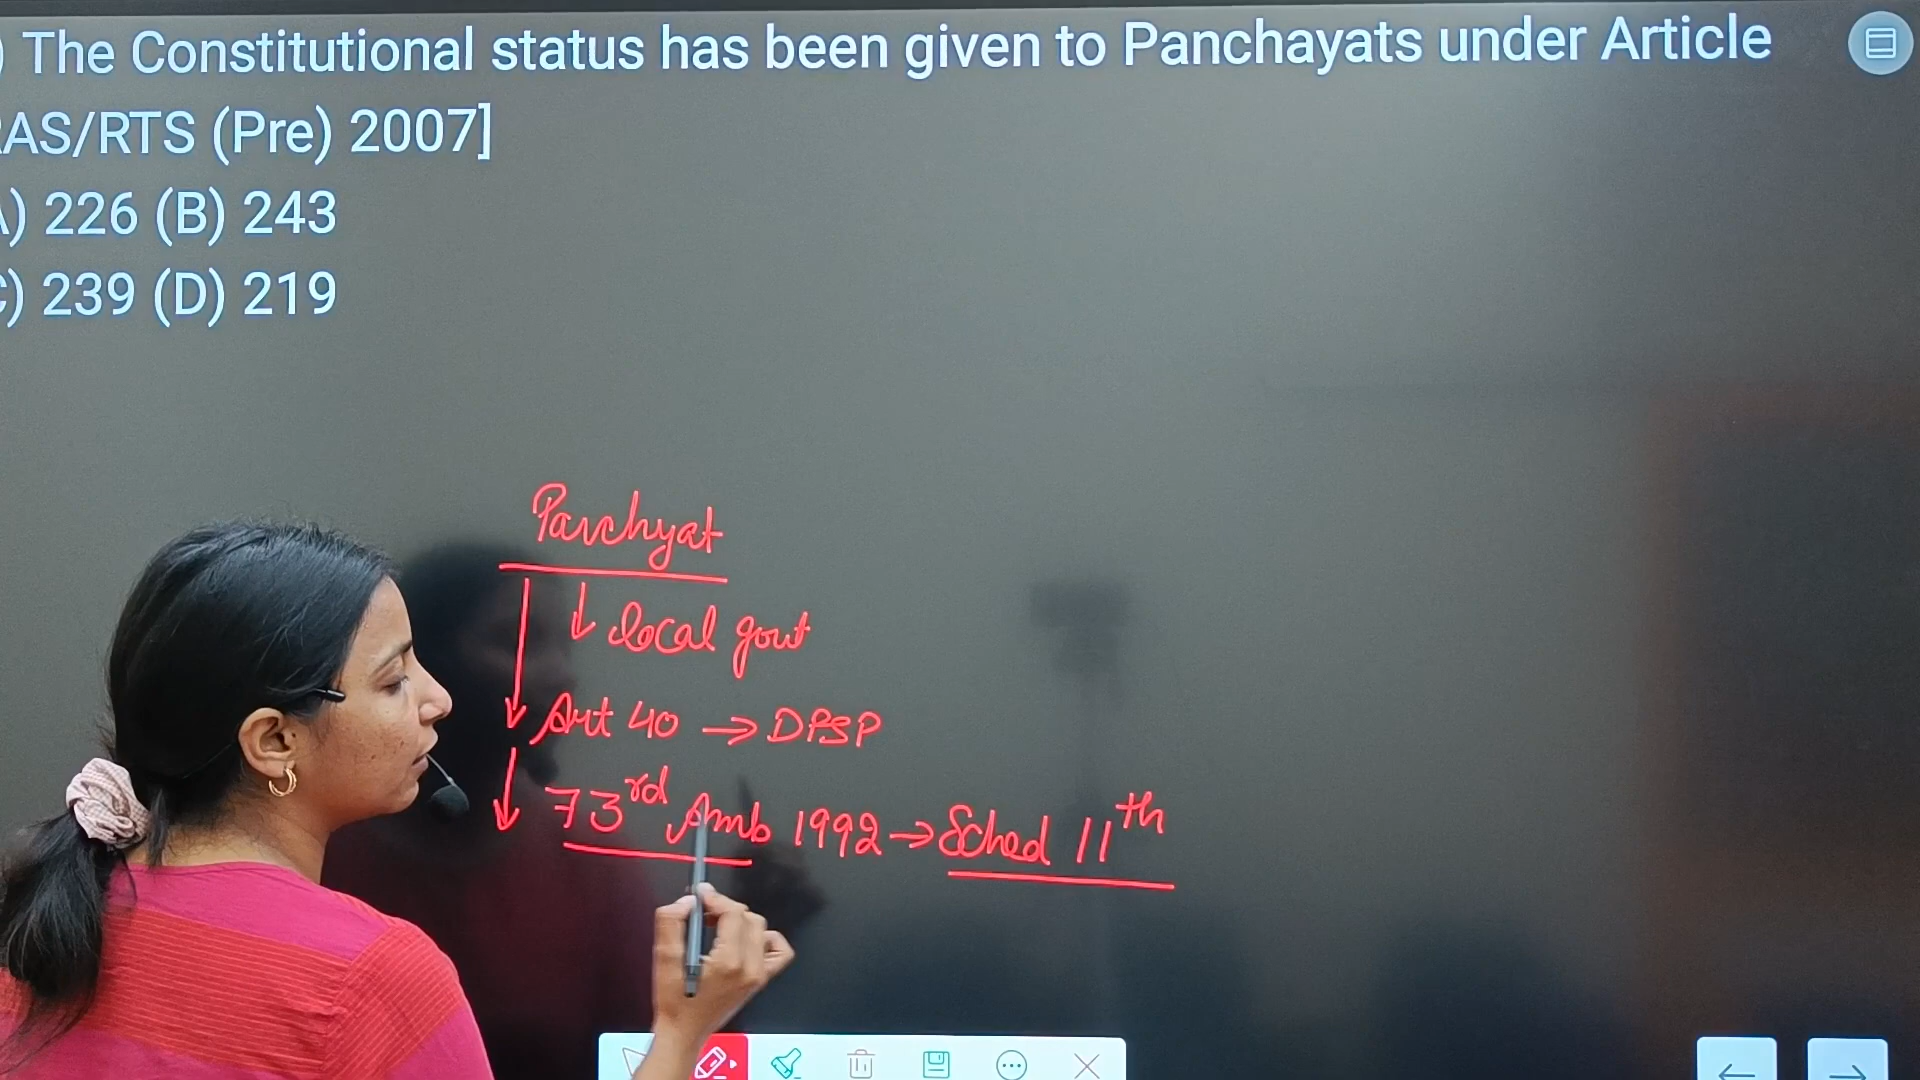 ) The Constitutional status has been given to Panchayats under Article
RAS/RTS (Pre) 2007]
A) 226 (B) 243
C) 239 (D) 219
Panchyat
local govt
Art 40 → DPSP
73rd Amb 1992 → Sched 11th